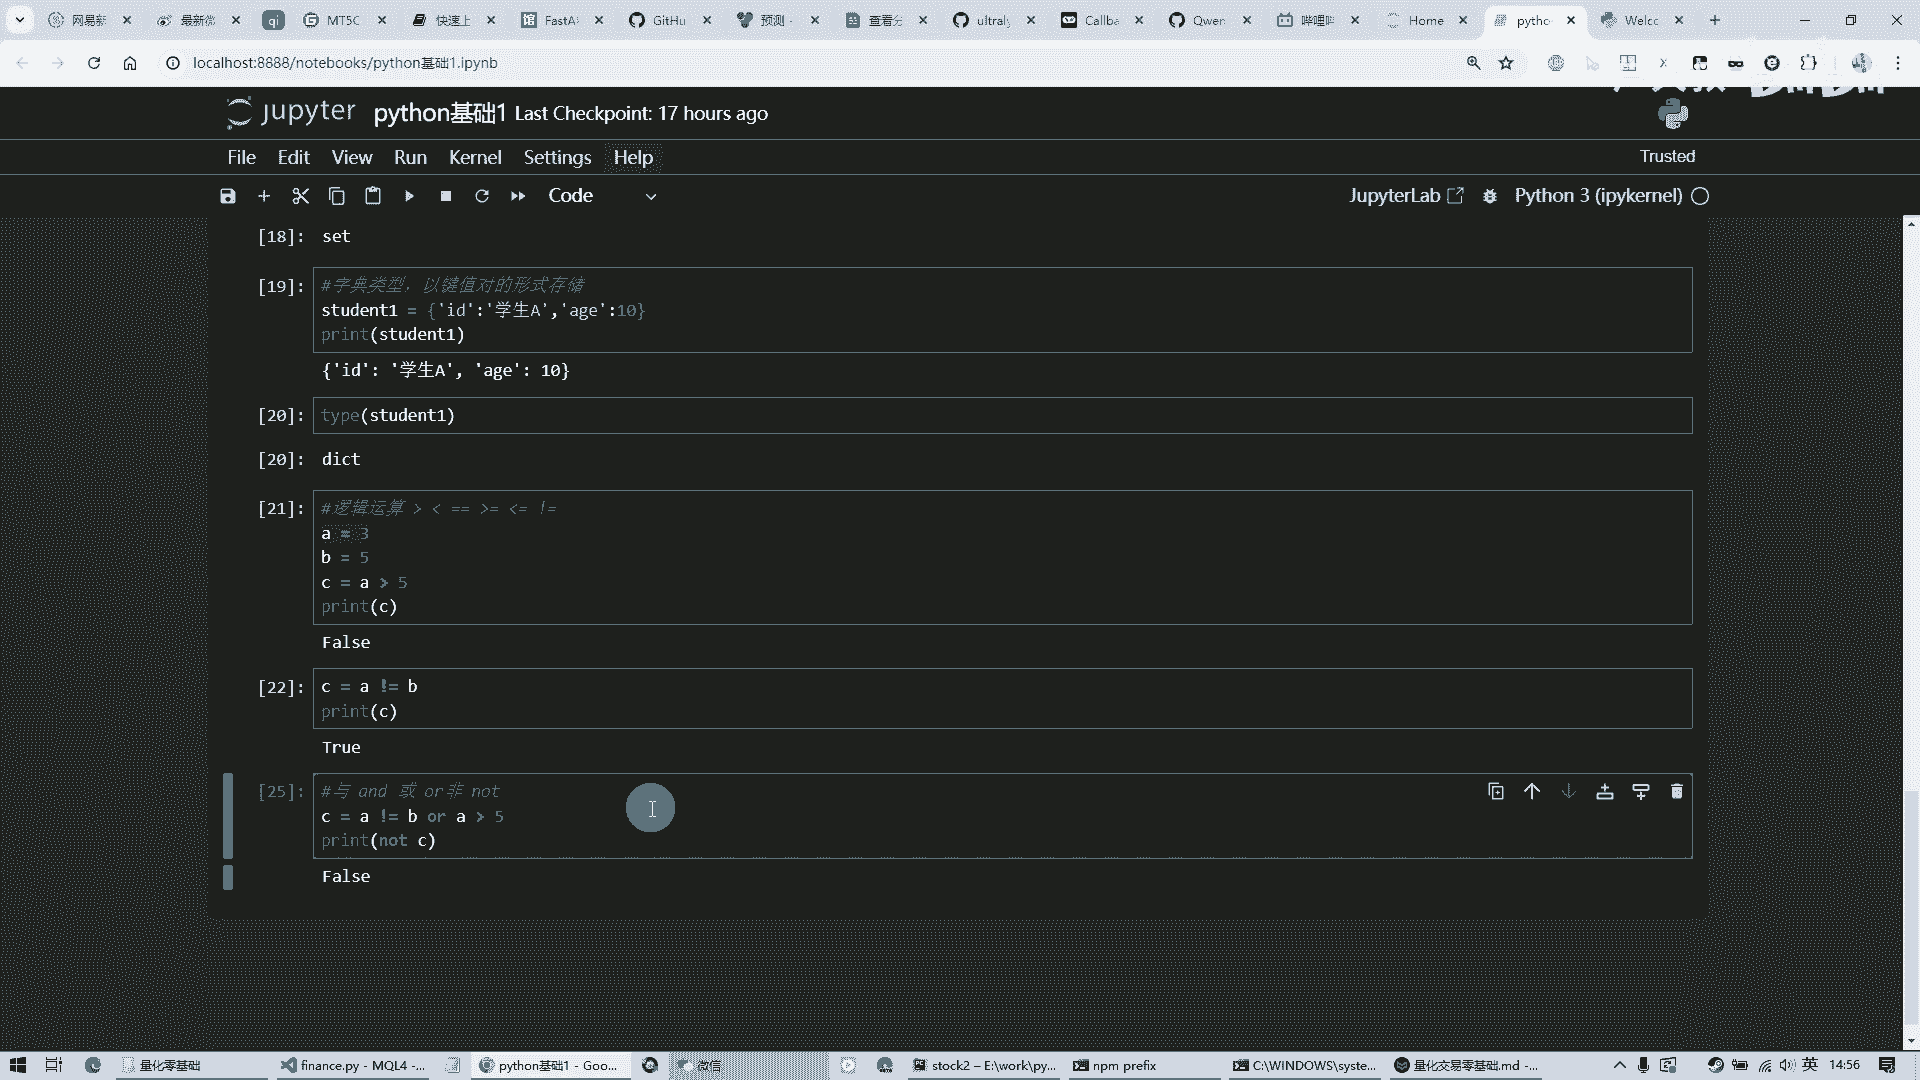 网易新
最新微
qi
MT5C
快速上
FastA
GitHu
预测 -
查看分
ultraly
Callba
Qwen
哔哩哔
Home
pytho
Welco
localhost:8888/notebooks/python基础1.ipynb
jupyter python基础1 Last Checkpoint: 17 hours ago
File Edit View Run Kernel Settings Help
Trusted
Code
JupyterLab
Python 3 (ipykernel)
[18]: set
[19]: #字典类型，以键值对的形式存储
student1 = {'id':'学生A','age':10}
print(student1)
{'id': '学生A', 'age': 10}
[20]: type(student1)
[20]: dict
[21]: #逻辑运算 > < == >= <= !=
a = 3
b = 5
c = a > 5
print(c)
False
[22]: c = a != b
print(c)
True
[25]: #与 and 或 or非 not
c = a != b or a > 5
print(not c)
False
量化零基础
finance.py - MQL4 -...
python基础1 - Goo...
微信
stock2 – E:\work\py...
npm prefix
C:\WINDOWS\syste...
量化交易零基础.md -...
英
14:56